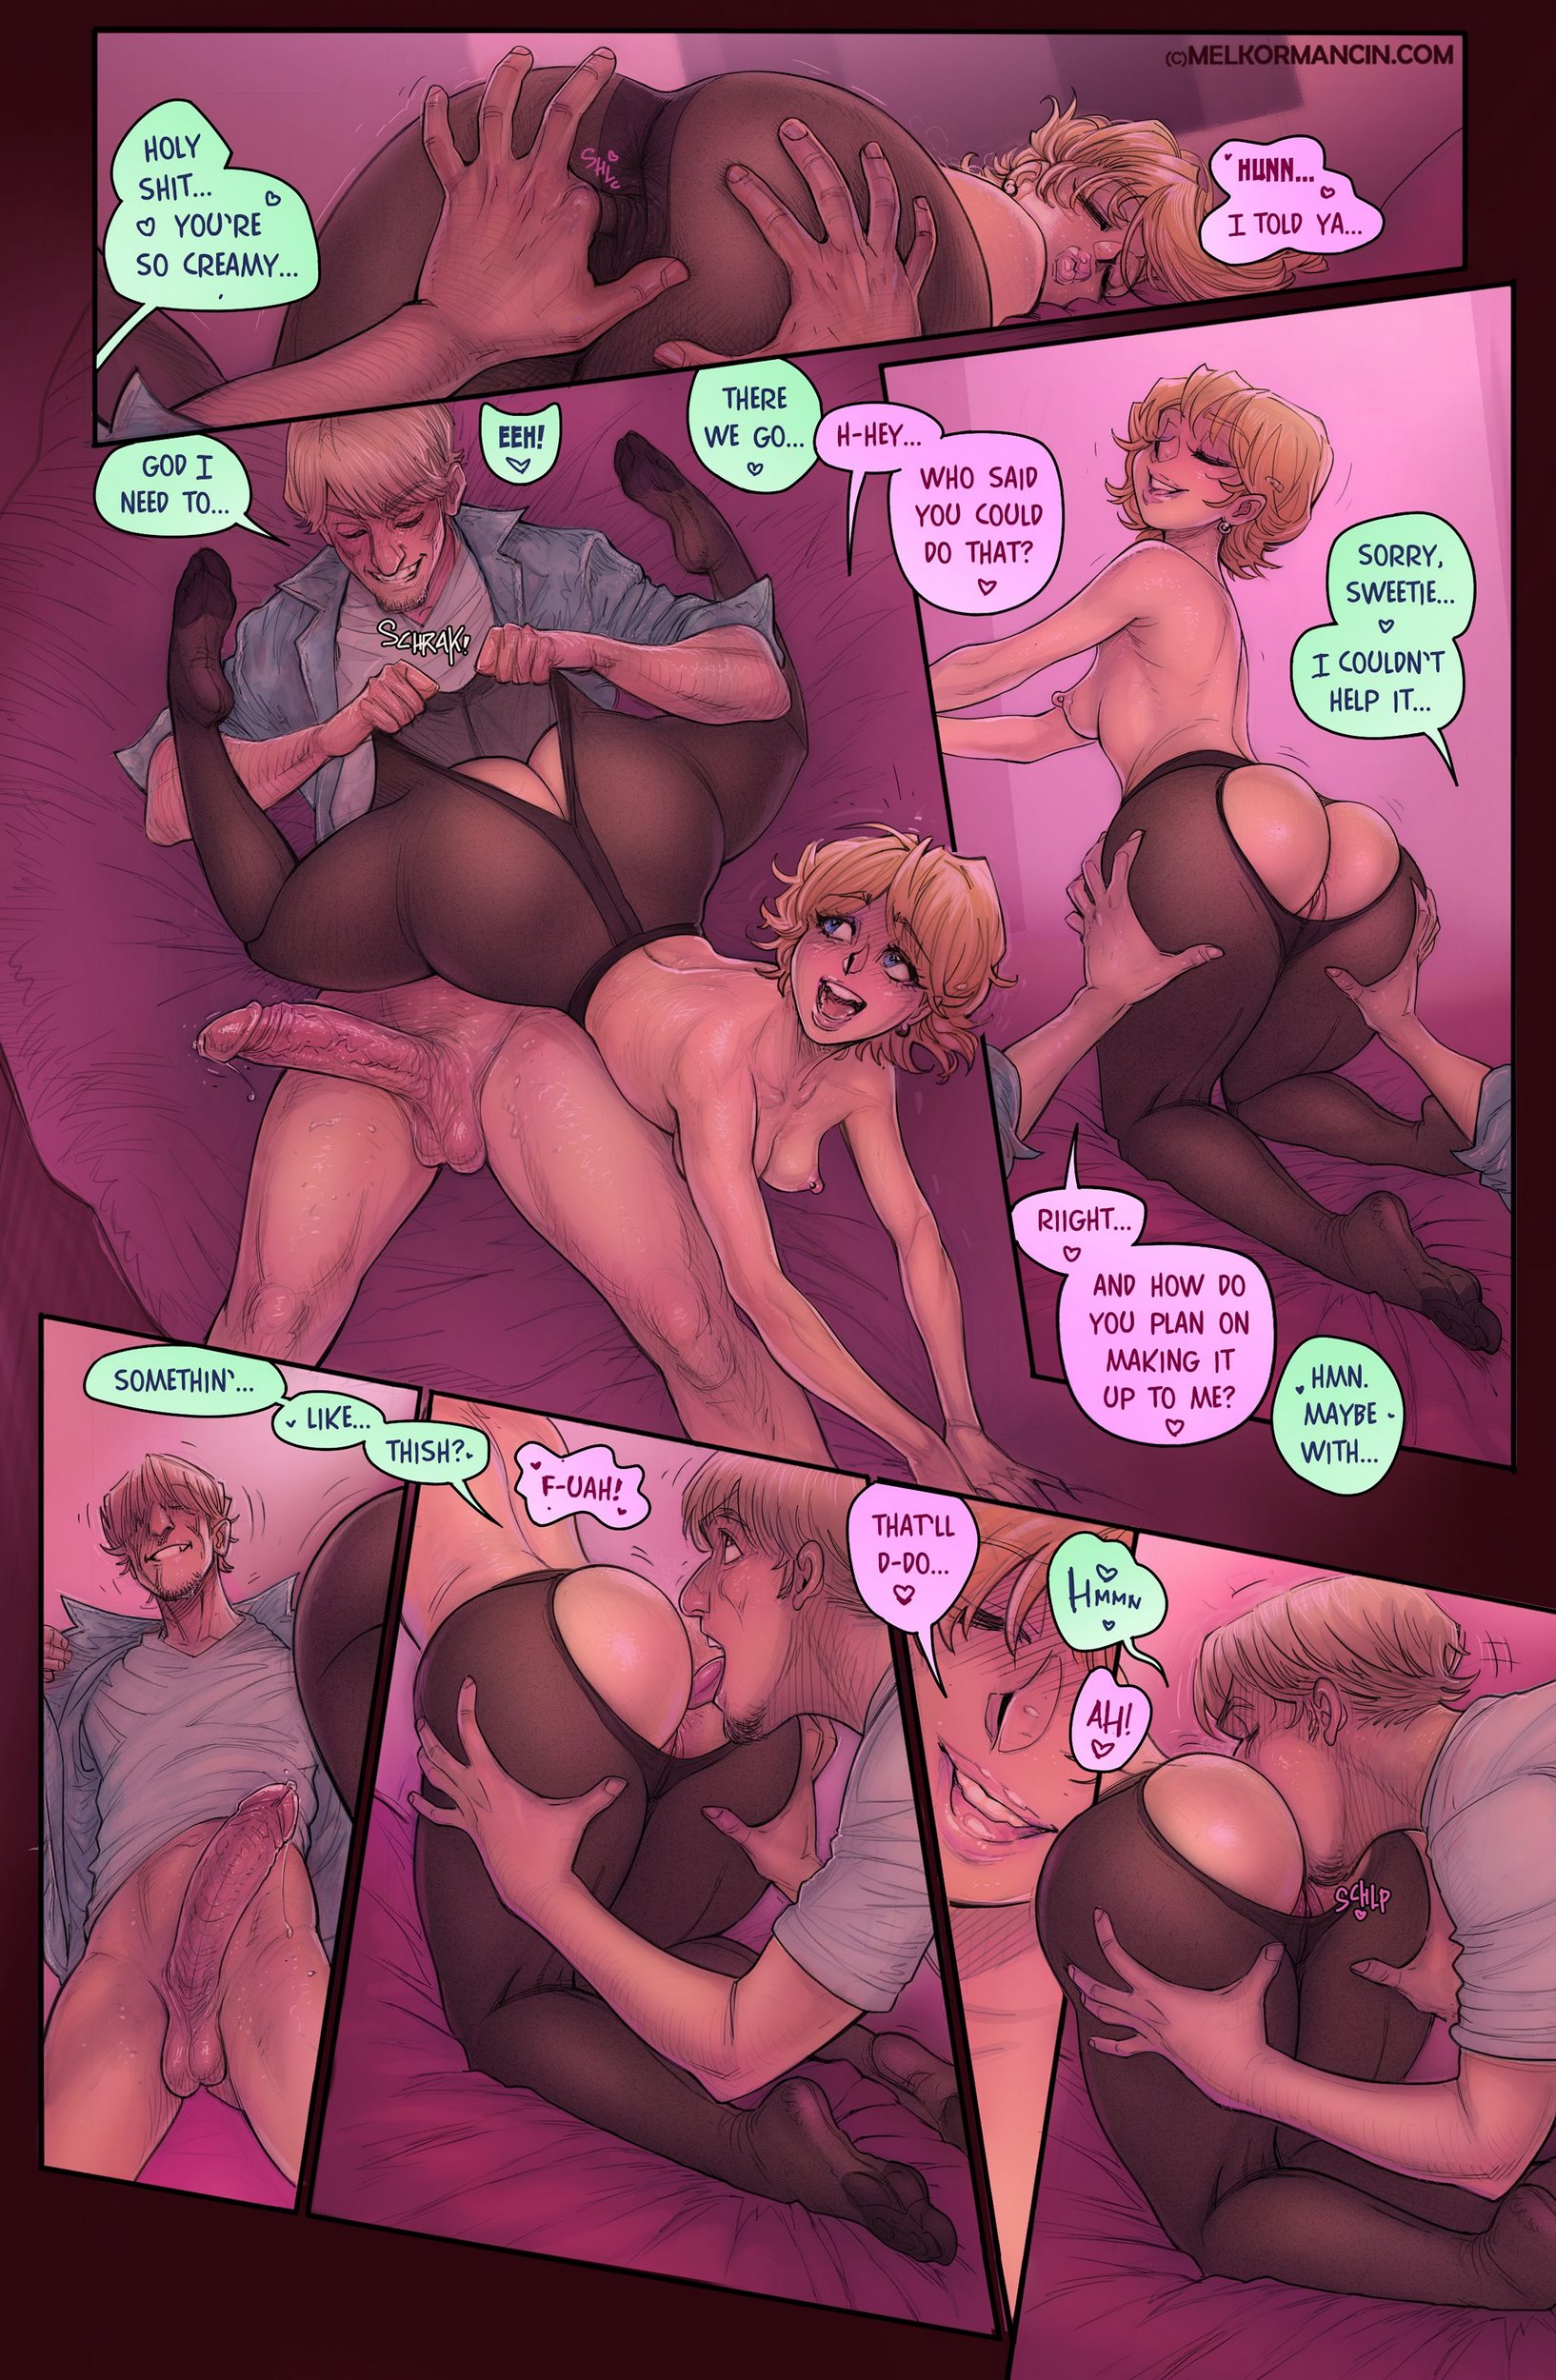 (C)MELKORMANCIN.COM
HOLY
SHIT...
YOU'RE
SO CREAMY...
HUNN...
I TOLD YA...
GOD I
NEED TO...
EEH!
SCHRAK!
THERE
WE GO...
H-HEY...
WHO SAID
YOU COULD
DO THAT?
SORRY,
SWEETIE...
I COULDN'T
HELP IT...
RIIGHT...
AND HOW DO
YOU PLAN ON
MAKING IT
UP TO ME?
HMN.
MAYBE
WITH...
SOMETHIN'...
LIKE...
THISH?
F-UAH!
THAT'LL
D-DO...
HMMN
AH!
SCHLP